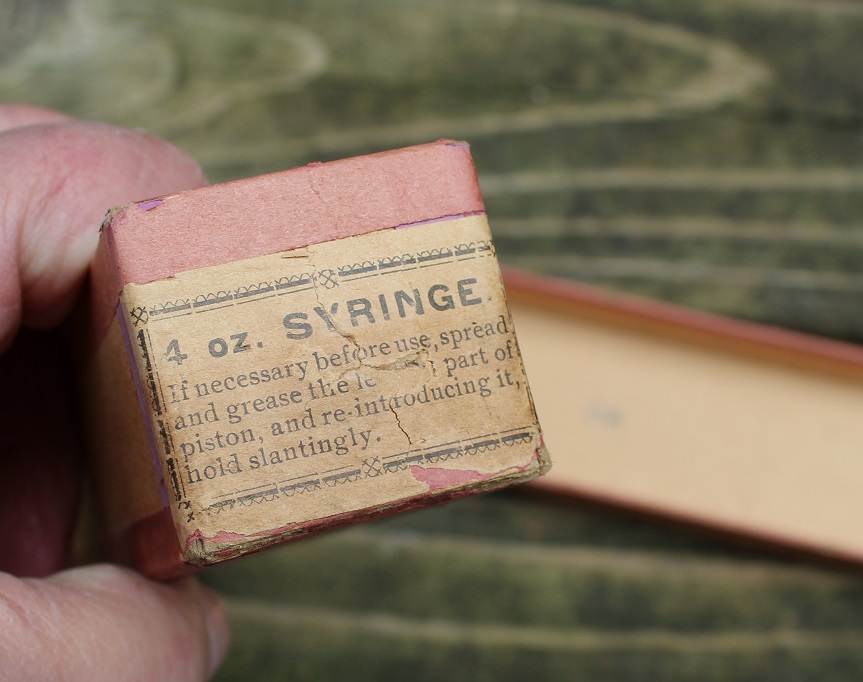 4 oz. SYRINGE.
If necessary before use, spread
and grease the part of
piston, and re-introducing it,
hold slantingly.